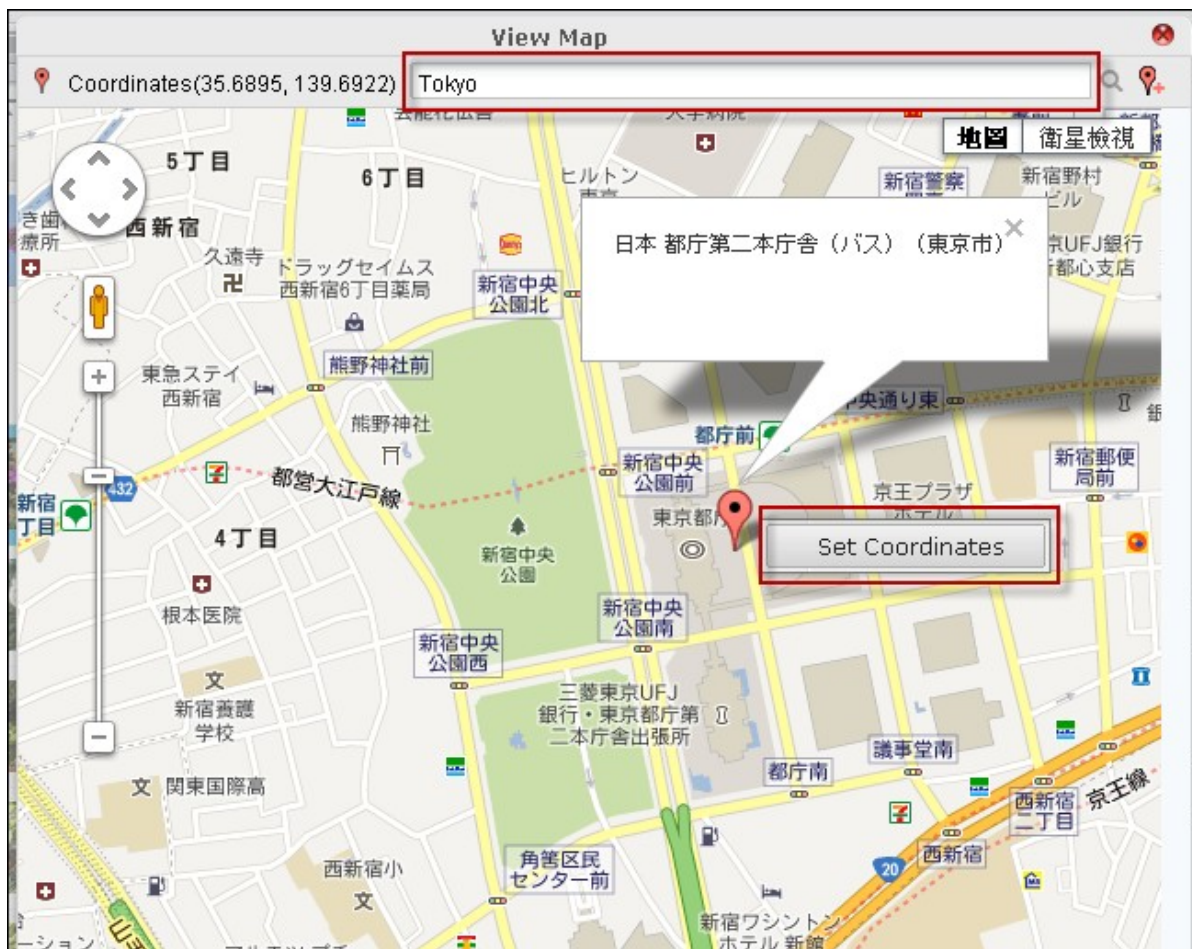 View Map
Coordinates(35.6895, 139.6922)
Tokyo
地圖
衛星檢視
5丁目
6丁目
ヒルトン
新宿警察
新宿野村
ビル
西新宿
久遠寺
ドラッグセイムス
西新宿6丁目薬局
新宿中央
公園北
日本 都庁第二本庁舎（バス）（東京市）
京UFJ銀行
都心支店
療所
熊野神社前
東急ステイ
西新宿
熊野神社
中央通り東
都庁前
新宿中央
公園前
新宿郵便
局前
432
都営大江戸線
新宿
丁目
京王プラザ
ホテル
東京都庁
Set Coordinates
4丁目
新宿中央
公園
根本医院
新宿中央
公園南
新宿中央
公園西
文
新宿養護
学校
三菱東京UFJ
銀行・東京都庁第
二本庁舎出張所
議事堂南
都庁南
文 関東国際高
西新宿
二丁目
京王線
20
西新宿
西新宿小
文
角筈区民
センター前
新宿ワシントン
ホテル 新館